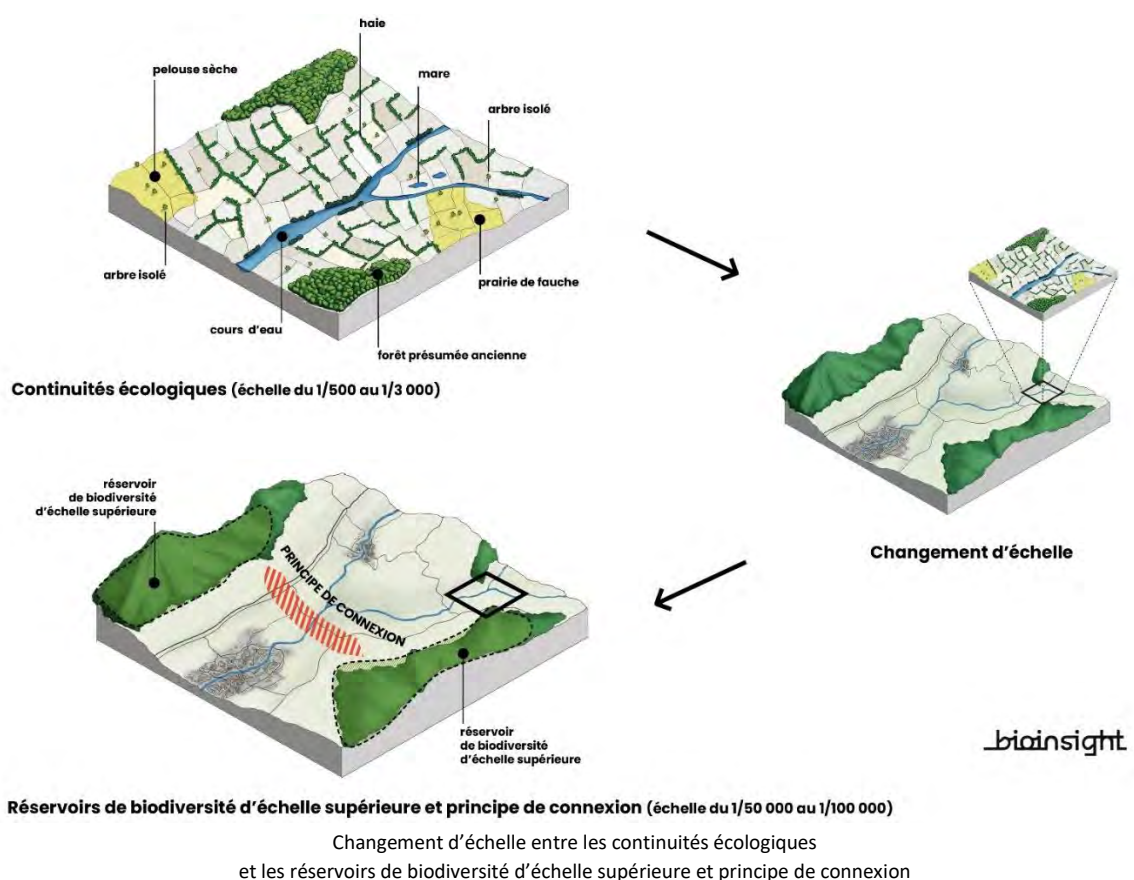 haie
pelouse sèche
mare
arbre isolé
arbre isolé
prairie de fauche
cours d'eau
forêt présumée ancienne
Continuités écologiques (échelle du 1/500 au 1/3 000)
Changement d'échelle
réservoir
de biodiversité
d'échelle supérieure
PRINCIPE DE CONNEXION
réservoir
de biodiversité
d'échelle supérieure
bioinsight
Réservoirs de biodiversité d'échelle supérieure et principe de connexion (échelle du 1/50 000 au 1/100 000)
Changement d'échelle entre les continuités écologiques
et les réservoirs de biodiversité d'échelle supérieure et principe de connexion